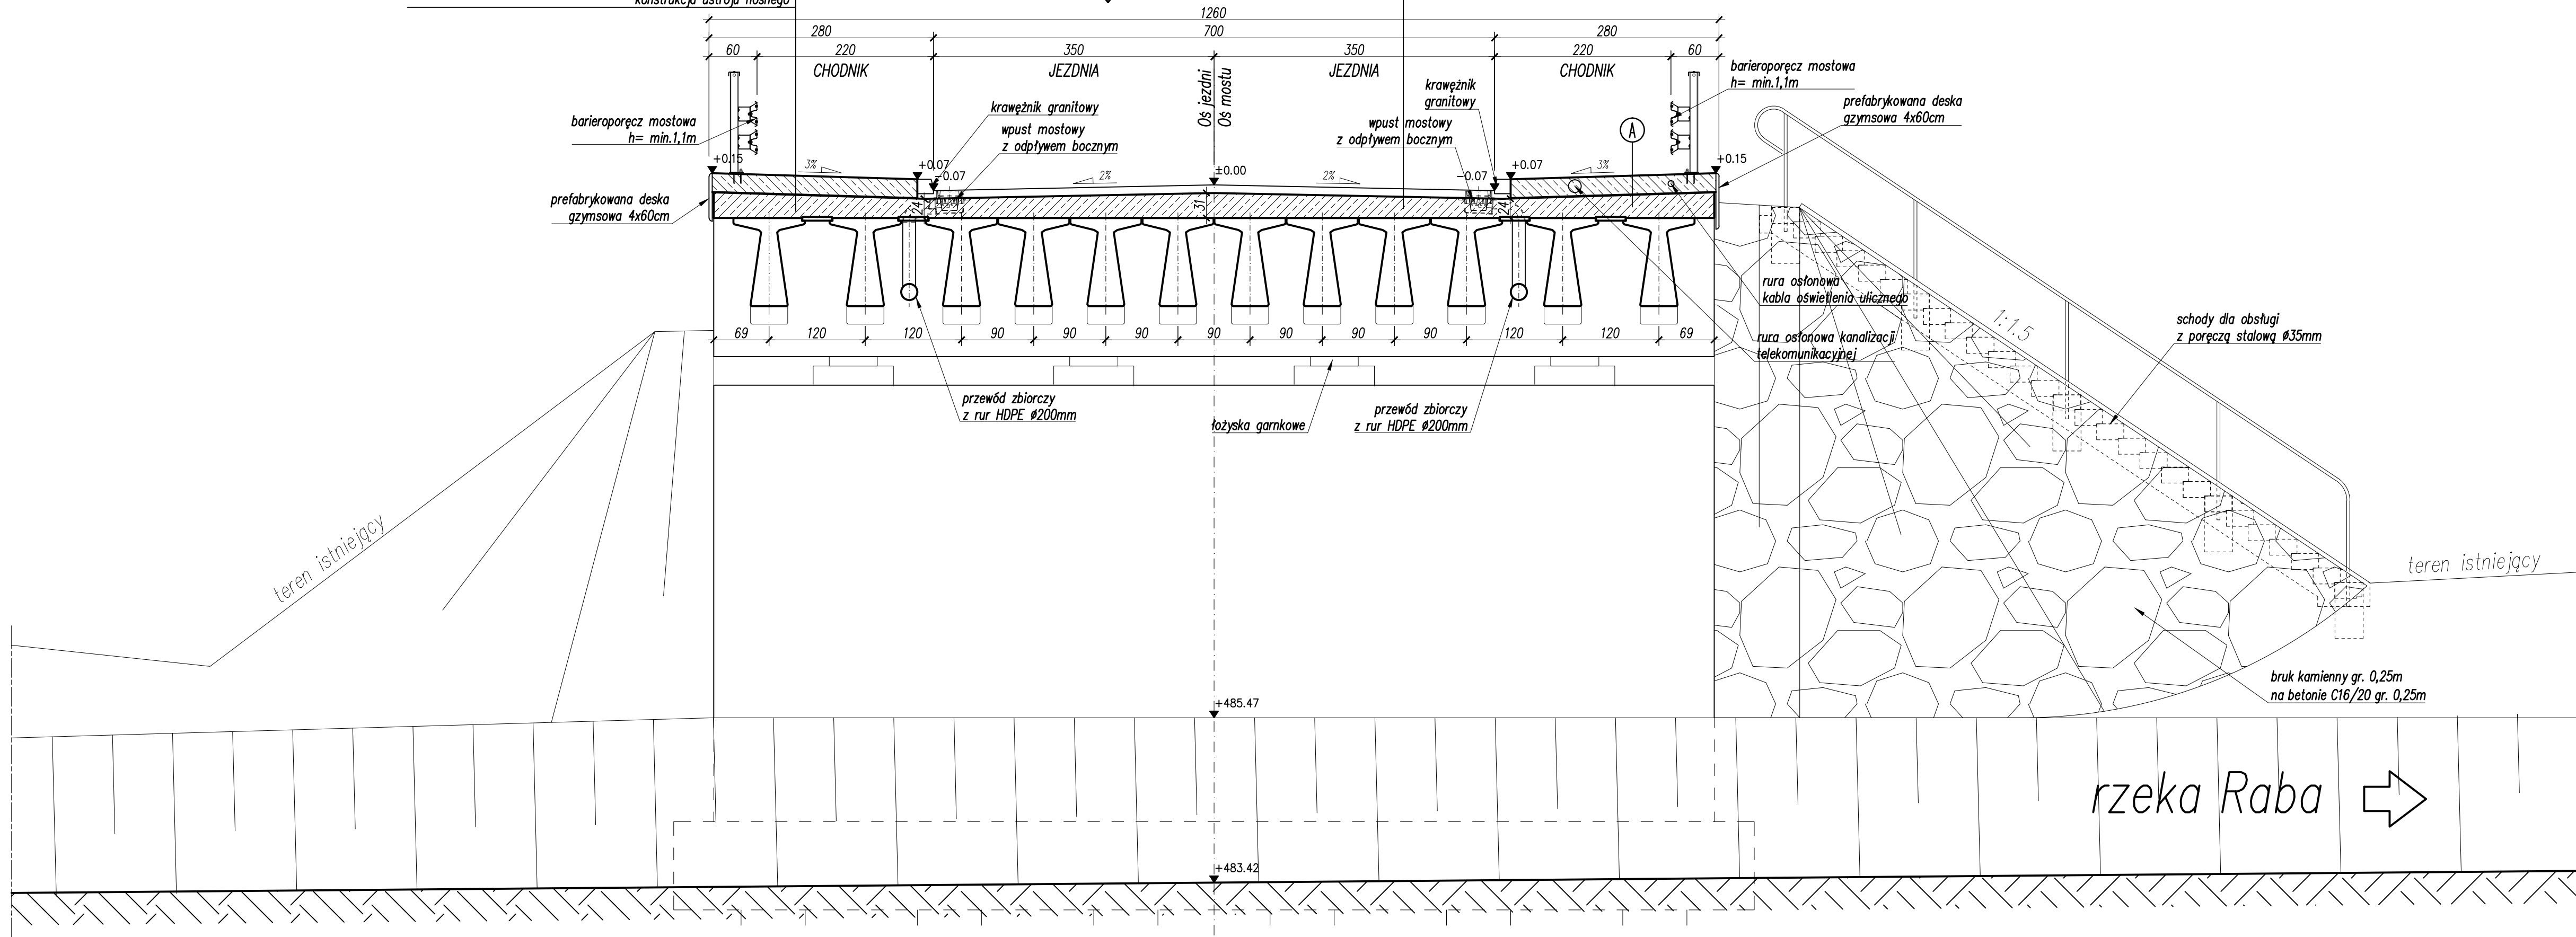 konstrukcja ustroju nośnego
1260
280
700
280
60
220
350
350
220
60
CHODNIK
JEZDNIA
Oś jezdni
Oś mostu
JEZDNIA
CHODNIK
barieroporęcz mostowa
h= min.1,1m
krawężnik granitowy
wpust mostowy
z odpływem bocznym
krawężnik
granitowy
wpust mostowy
z odpływem bocznym
A
barieroporęcz mostowa
h= min.1,1m
prefabrykowana deska
gzymsowa 4x60cm
+0.15
3%
+0.07
-0.07
2%
±0.00
2%
-0.07
+0.07
3%
+0.15
prefabrykowana deska
gzymsowa 4x60cm
24
31
24
rura osłonowa
kabla oświetlenia ulicznego
rura osłonowa kanalizacji
telekomunikacyjnej
1:1.5
schody dla obsługi
z poręczą stalową Ø35mm
69
120
120
90
90
90
90
90
90
90
120
120
69
przewód zbiorczy
z rur HDPE Ø200mm
łożyska garnkowe
przewód zbiorczy
z rur HDPE Ø200mm
teren istniejący
teren istniejący
bruk kamienny gr. 0,25m
na betonie C16/20 gr. 0,25m
+485.47
rzeka Raba
+483.42